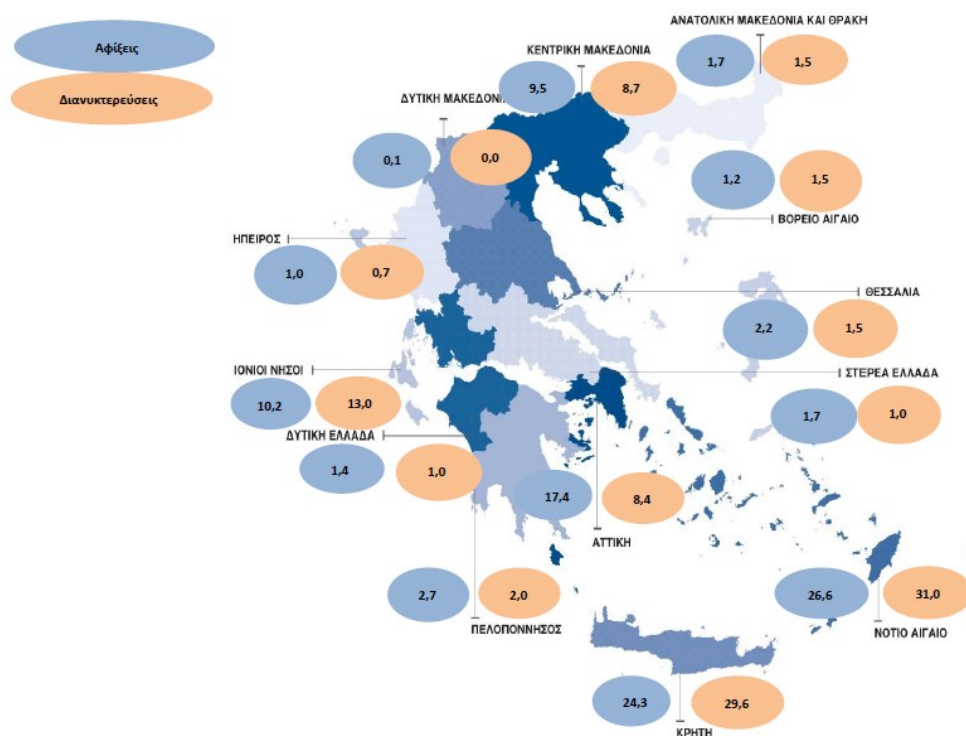 Αφίξεις
Διανυκτερεύσεις
ΑΝΑΤΟΛΙΚΗ ΜΑΚΕΔΟΝΙΑ ΚΑΙ ΘΡΑΚΗ
1,7 1,5
ΚΕΝΤΡΙΚΗ ΜΑΚΕΔΟΝΙΑ
9,5 8,7
ΔΥΤΙΚΗ ΜΑΚΕΔΟΝΙ
0,1 0,0
1,2 1,5
ΒΟΡΕΙΟ ΑΙΓΑΙΟ
ΗΠΕΙΡΟΣ
1,0 0,7
ΘΕΣΣΑΛΙΑ
2,2 1,5
ΙΟΝΙΟΙ ΝΗΣΟΙ
10,2 13,0
ΣΤΕΡΕΑ ΕΛΛΑΔΑ
1,7 1,0
ΔΥΤΙΚΗ ΕΛΛΑΔΑ
1,4 1,0
17,4 8,4
ΑΤΤΙΚΗ
2,7 2,0
ΠΕΛΟΠΟΝΝΗΣΟΣ
26,6 31,0
ΝΟΤΙΟ ΑΙΓΑΙΟ
24,3 29,6
ΚΡΗΤΗ